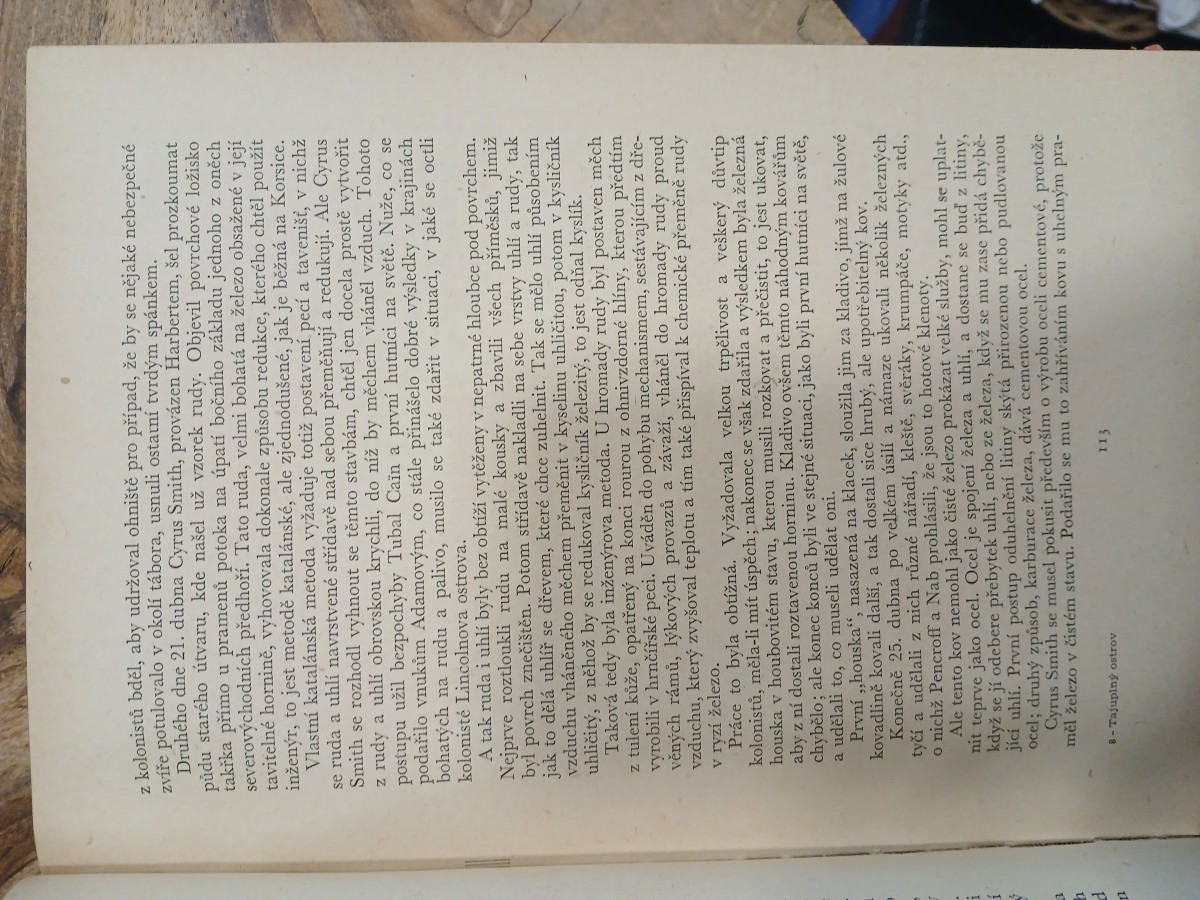 z kolonistů bděl, aby udržoval ohniště pro případ, že by se nějaké nebezpečné
zvíře potulovalo v okolí tábora, usnuli ostatní tvrdým spánkem.
Druhého dne 21. dubna Cyrus Smith, provázen Harbertem, šel prozkoumat
půdu starého útvaru, kde našel už vzorek rudy. Objevil povrchové ložisko
takřka přímo u pramenů potoka na úpatí bočního základu jednoho z oněch
severovýchodních předhoří. Tato ruda, velmi bohatá na železo obsažené v její
tavitelné hornině, vyhovovala dokonale způsobu redukce, kterého chtěl použít
inženýr, to jest metodě katalánské, ale zjednodušené, jak je běžná na Korsice.
Vlastní katalánská metoda vyžaduje totiž postavení pecí a tavenišť, v nichž
se ruda a uhlí navrstvené střídavě nad sebou přeměňují a redukují. Ale Cyrus
Smith se rozhodl vyhnout se těmto stavbám, chtěl jen docela prostě vytvořit
z rudy a uhlí obrovskou krychli, do níž by měchem vháněl vzduch. Tohoto
postupu užil bezpochyby Tubal Caïn a první hutníci na světě. Nuže, co se
podařilo vnukům Adamovým, co stále přinášelo dobré výsledky v krajinách
bohatých na rudu a palivo, musilo se také zdařit v situaci, v jaké se octli
kolonisté Lincolnova ostrova.
A tak ruda i uhlí byly bez obtíží vytěženy v nepatrné hloubce pod povrchem.
Nejprve roztloukli rudu na malé kousky a zbavili všech příměsků, jimiž
byl povrch znečištěn. Potom střídavě nakladli na sebe vrstvy uhlí a rudy, tak
jak to dělá uhlíř se dřevem, které chce zuhelnit. Tak se mělo uhlí působením
vzduchu vháněného měchem přeměnit v kyselinu uhličitou, potom v kysličník
uhličitý, z něhož by se redukoval kysličník železitý, to jest odňal kyslík.
Taková tedy byla inženýrova metoda. U hromady rudy byl postaven měch
z tulení kůže, opatřený na konci rourou z ohnivzdorné hlíny, kterou předtím
vyrobili v hrnčířské peci. Uváděn do pohybu mechanismem, sestávajícím z dře-
věných rámů, lýkových provazů a závaží, vháněl do hromady rudy proud
vzduchu, který zvyšoval teplotu a tím také přispíval k chemické přeměně rudy
v ryzí železo.
Práce to byla obtížná. Vyžadovala velkou trpělivost a veškerý důvtip
kolonistů, měla-li mít úspěch; nakonec se však zdařila a výsledkem byla železná
houska v houbovitém stavu, kterou musili rozkovat a přečistit, to jest ukovat,
aby z ní dostali roztavenou horninu. Kladivo ovšem těmto náhodným kovářům
chybělo; ale konec konců byli ve stejné situaci, jako byli první hutníci na světě,
a udělali to, co museli udělat oni.
První „houska“, nasazená na klacek, sloužila jim za kladivo, jímž na žulové
kovadlině kovali další, a tak dostali sice hrubý, ale upotřebitelný kov.
Konečně 25. dubna po velkém úsilí a námaze ukovali několik železných
tyčí a udělali z nich různé nářadí, kleště, svěráky, krumpáče, motyky atd.,
o nichž Pencroff a Nab prohlásili, že jsou to hotové klenoty.
Ale tento kov nemohl jako čisté železo prokázat velké služby, mohl se uplat-
nit teprve jako ocel. Ocel je spojení železa a uhlí, a dostane se buď z litiny,
když se jí odebere přebytek uhlí, nebo ze železa, když se mu zase přidá chybě-
jící uhlí. První postup oduhelnění litiny skýtá přirozenou nebo pudlovanou
ocel; druhý způsob, karburace železa, dává cementovou ocel.
Cyrus Smith se musel pokusit především o výrobu oceli cementové, protože
měl železo v čistém stavu. Podařilo se mu to zahříváním kovu s uhelným pra-
8 - Tajuplný ostrov
113